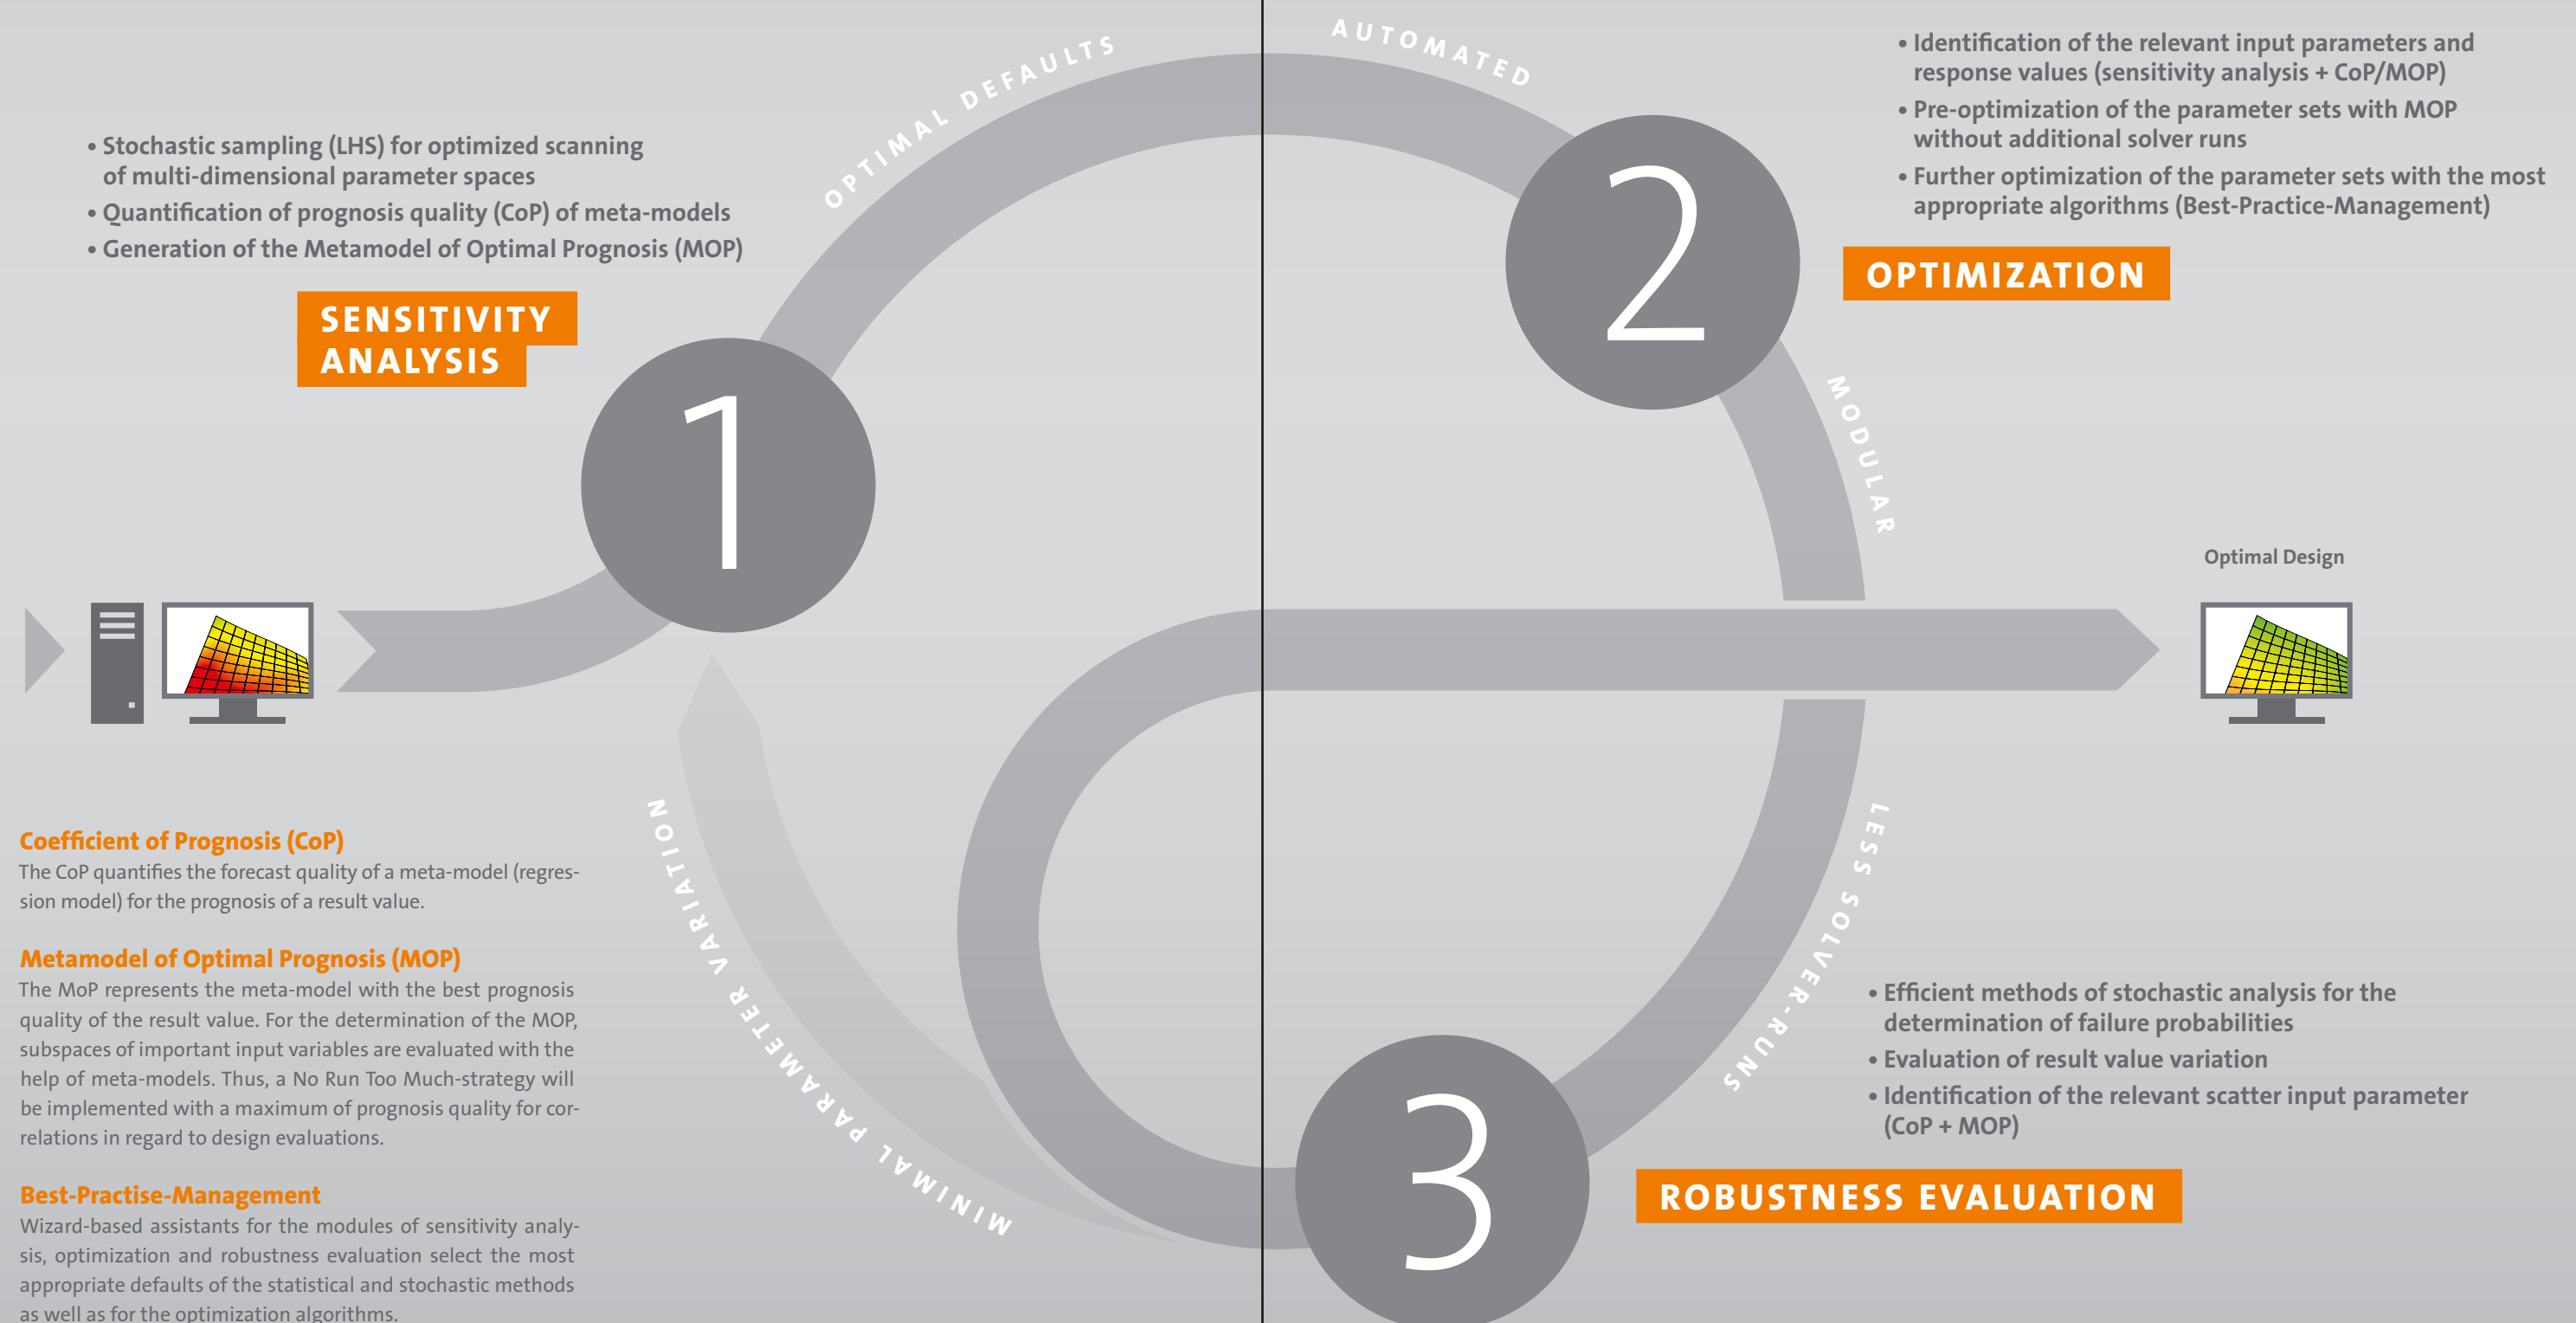 • Stochastic sampling (LHS) for optimized scanning
of multi-dimensional parameter spaces
• Quantification of prognosis quality (CoP) of meta-models
• Generation of the Metamodel of Optimal Prognosis (MOP)
SENSITIVITY
ANALYSIS
1
OPTIMAL DEFAULTS
AUTOMATED
2
• Identification of the relevant input parameters and
response values (sensitivity analysis + CoP/MOP)
• Pre-optimization of the parameter sets with MOP
without additional solver runs
• Further optimization of the parameter sets with the most
appropriate algorithms (Best-Practice-Management)
OPTIMIZATION
MODULAR
Optimal Design
LESS SOLVER-RUNS
• Efficient methods of stochastic analysis for the
determination of failure probabilities
• Evaluation of result value variation
• Identification of the relevant scatter input parameter
(CoP + MOP)
3
ROBUSTNESS EVALUATION
MINIMAL PARAMETER VARIATION
Coefficient of Prognosis (CoP)
The CoP quantifies the forecast quality of a meta-model (regres-
sion model) for the prognosis of a result value.
Metamodel of Optimal Prognosis (MOP)
The MoP represents the meta-model with the best prognosis
quality of the result value. For the determination of the MOP,
subspaces of important input variables are evaluated with the
help of meta-models. Thus, a No Run Too Much-strategy will
be implemented with a maximum of prognosis quality for cor-
relations in regard to design evaluations.
Best-Practise-Management
Wizard-based assistants for the modules of sensitivity analy-
sis, optimization and robustness evaluation select the most
appropriate defaults of the statistical and stochastic methods
as well as for the optimization algorithms.